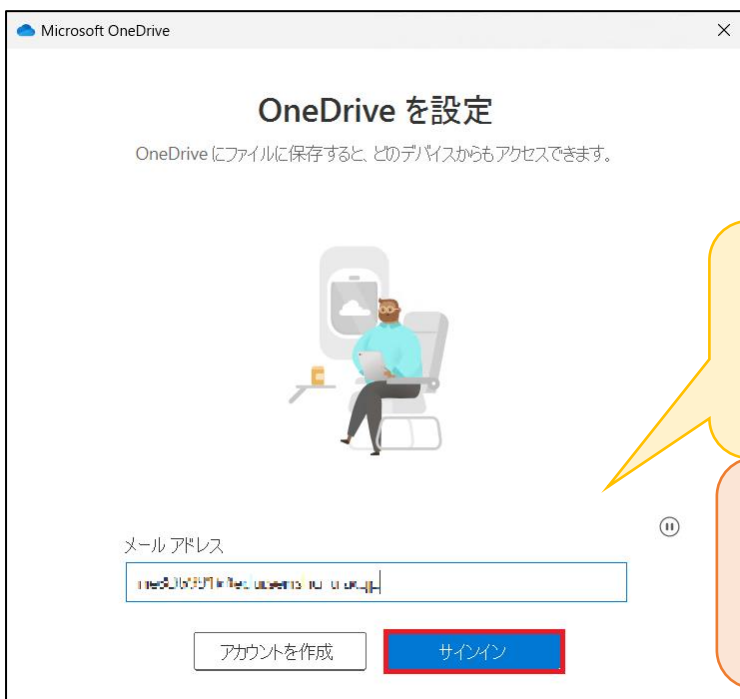 Microsoft OneDrive
OneDrive を設定
OneDrive にファイルに保存すると、どのデバイスからもアクセスできます。
メール アドレス
アカウントを作成
サインイン